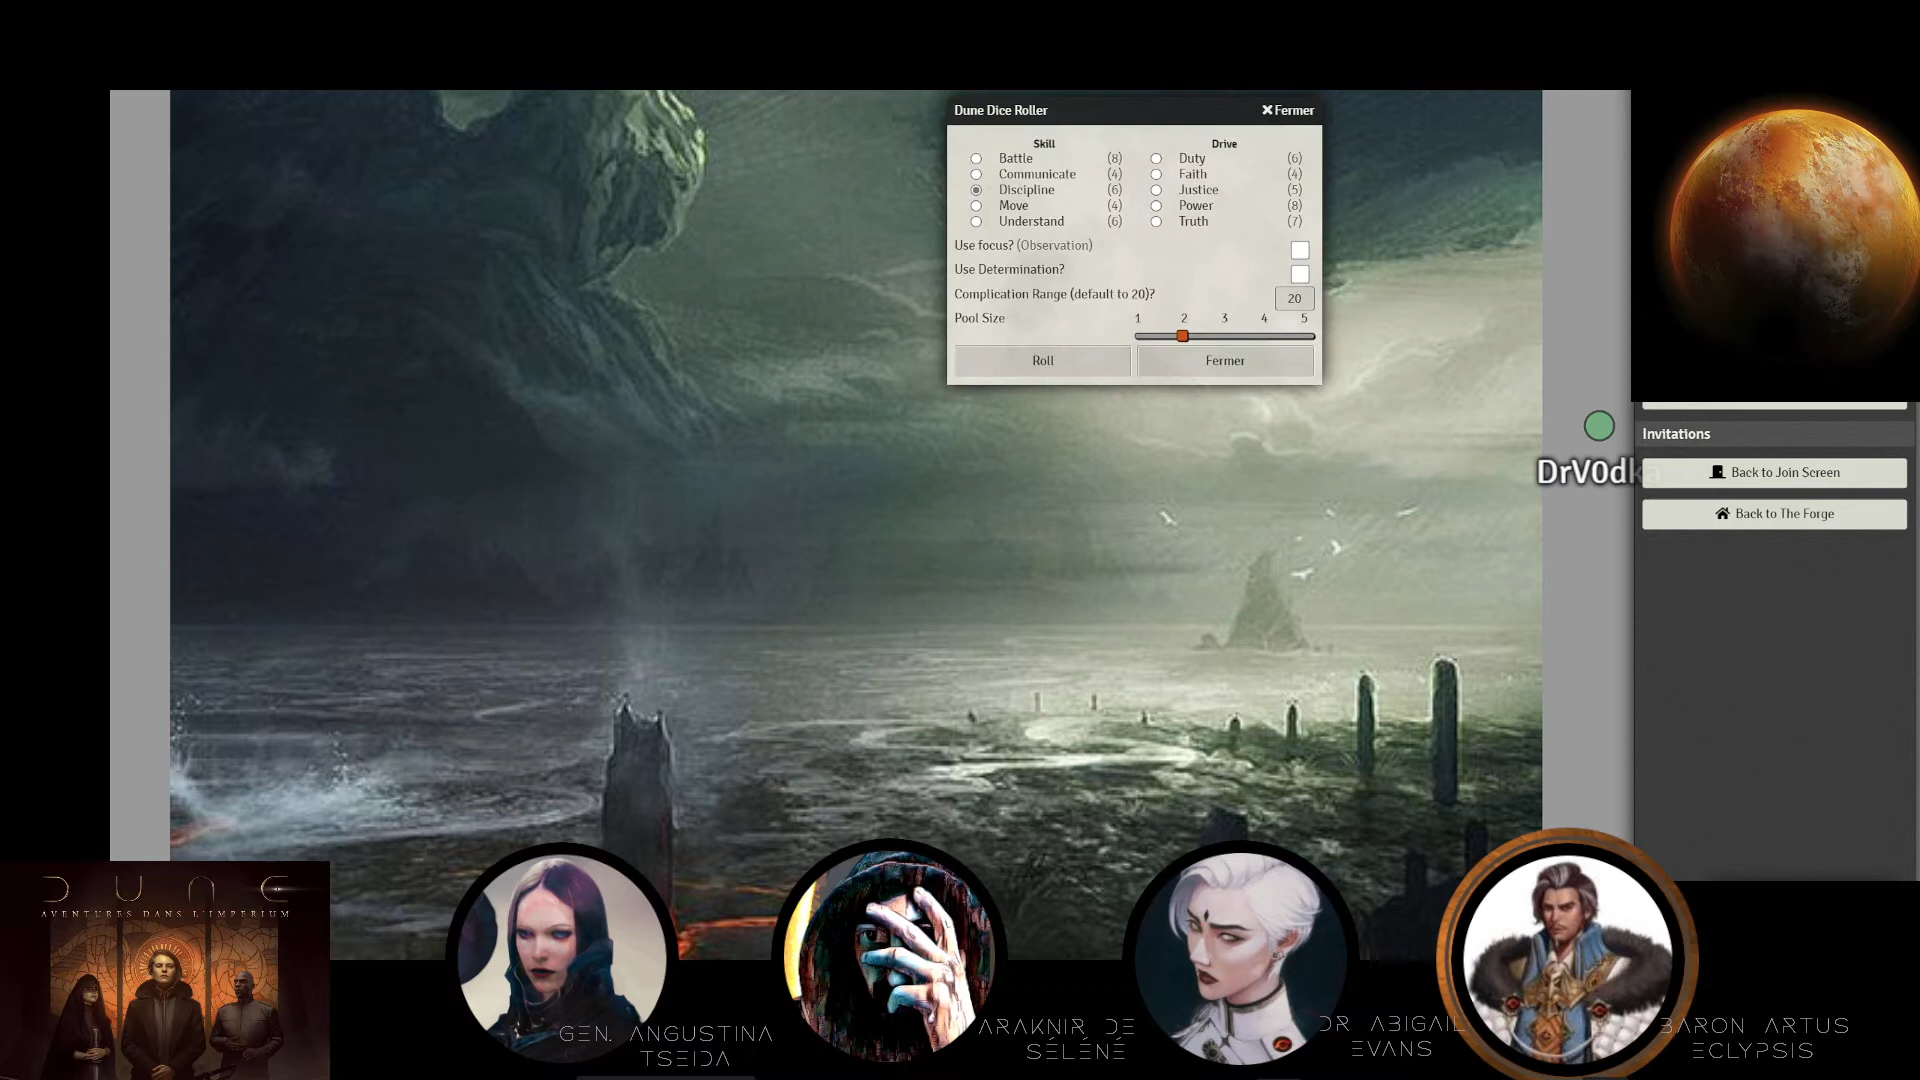 Dune Dice Roller
Fermer
Skill
Drive
Battle (8)
Duty (6)
Communicate (4)
Faith (4)
Discipline (6)
Justice (5)
Move (4)
Power (8)
Understand (6)
Truth (7)
Use focus? (Observation)
Use Determination?
Complication Range (default to 20)?
20
Pool Size
1 2 3 4 5
Roll
Fermer
Invitations
DrV0dka
Back to Join Screen
Back to The Forge
DUNE
AVENTURES DANS L'IMPERIUM
GEN. ANGUSTINA
TSEIDA
ARAKNIR DE
SÉLÉNÉ
DR ABIGAIL
EVANS
BARON ARTUS
ECLYPSIS